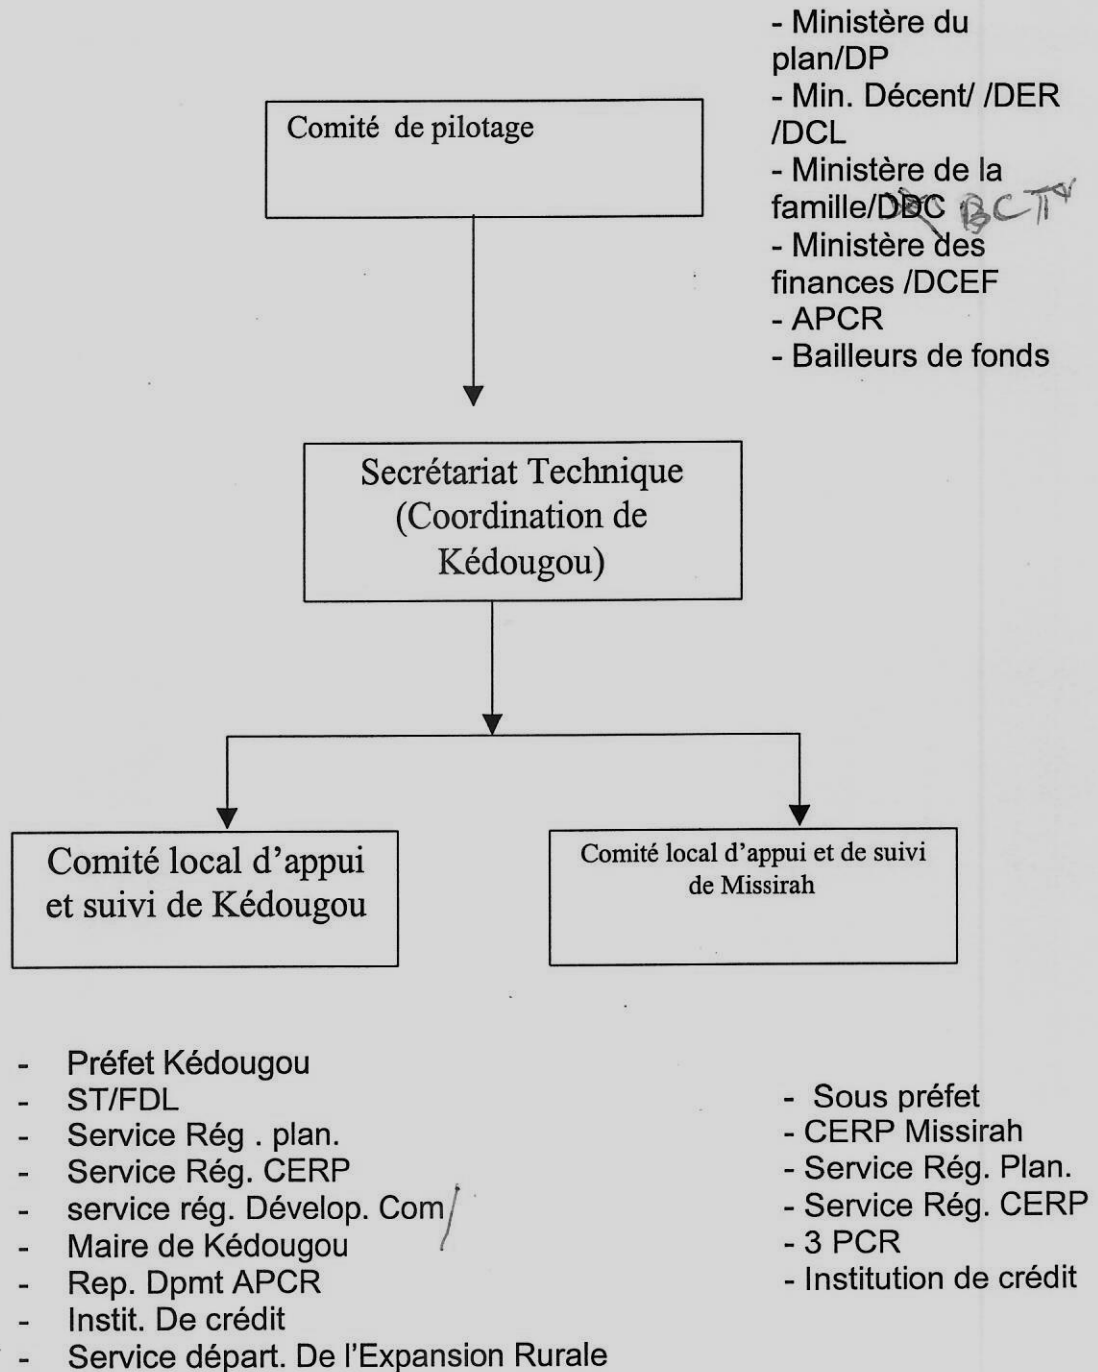 - Ministère du
plan/DP
- Min. Décent/ /DER
/DCL
- Ministère de la
famille/DDC
- Ministère des
finances /DCEF
- APCR
- Bailleurs de fonds
Comité de pilotage
Secrétariat Technique
(Coordination de
Kédougou)
Comité local d’appui
et suivi de Kédougou
Comité local d’appui et de suivi
de Missirah
- Préfet Kédougou
- ST/FDL
- Service Rég . plan.
- Service Rég. CERP
- service rég. Dévelop. Com
- Maire de Kédougou
- Rep. Dpmt APCR
- Instit. De crédit
- Service départ. De l'Expansion Rurale
- Sous préfet
- CERP Missirah
- Service Rég. Plan.
- Service Rég. CERP
- 3 PCR
- Institution de crédit